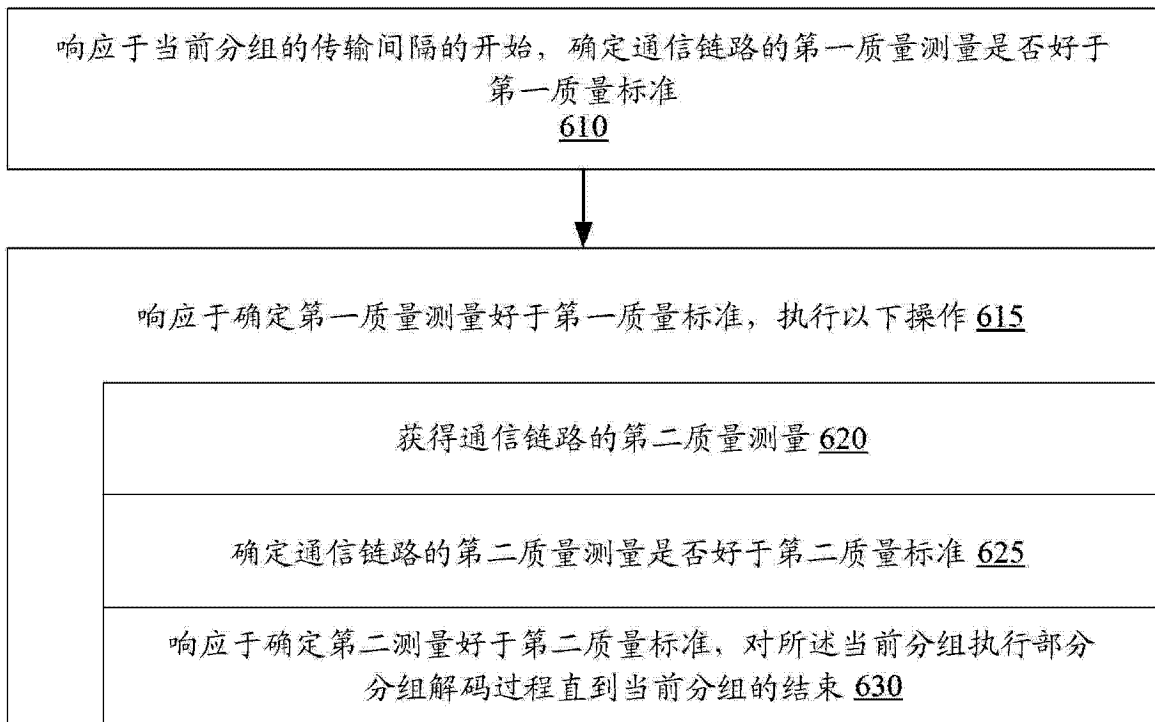 响应于当前分组的传输间隔的开始，确定通信链路的第一质量测量是否好于
第一质量标准
610
响应于确定第一质量测量好于第一质量标准，执行以下操作 615
获得通信链路的第二质量测量 620
确定通信链路的第二质量测量是否好于第二质量标准 625
响应于确定第二测量好于第二质量标准，对所述当前分组执行部分
分组解码过程直到当前分组的结束 630